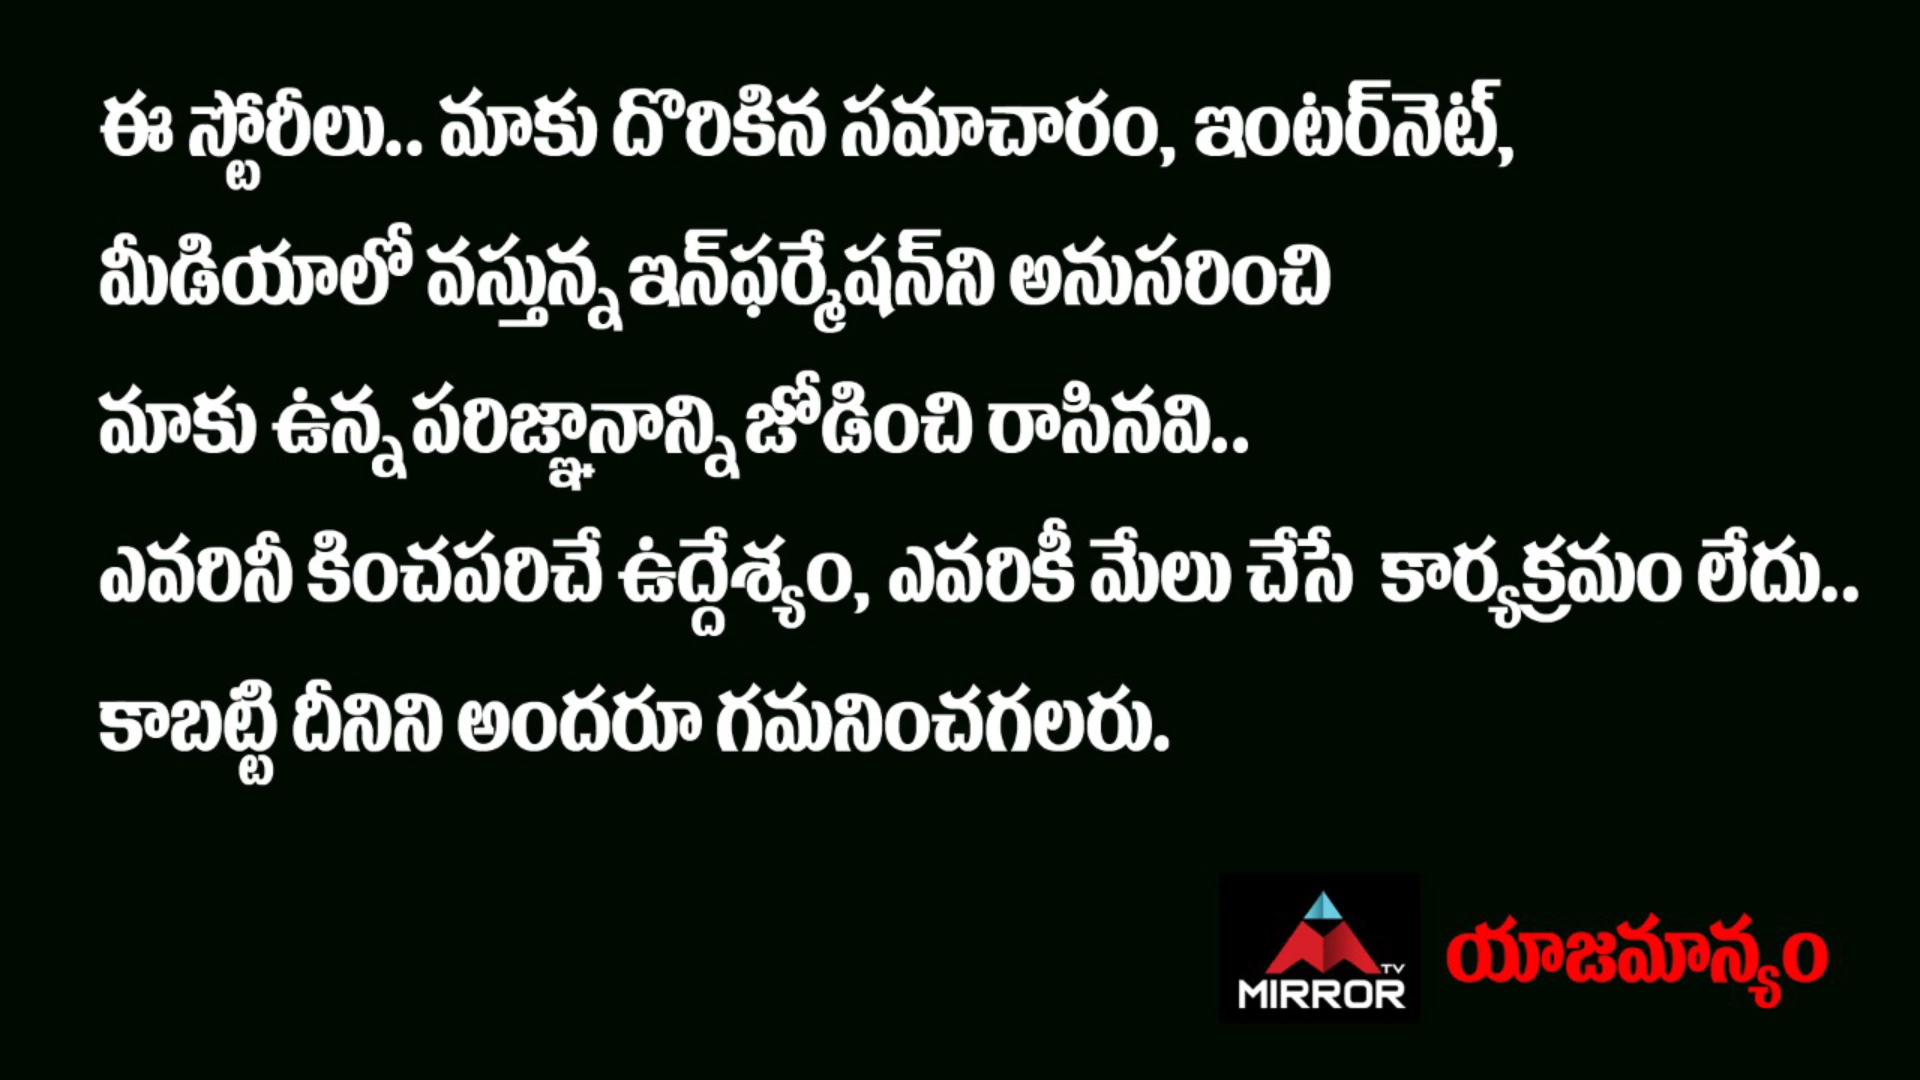 ఈ స్టోరీలు.. మాకు దొరికిన సమాచారం, ఇంటర్‌నెట్,
మీడియాలో వస్తున్న ఇన్‌ఫర్మేషన్‌ని అనుసరించి
మాకు ఉన్న పరిజ్ఞానాన్ని జోడించి రాసినవి..
ఎవరినీ కించపరిచే ఉద్దేశ్యం, ఎవరికీ మేలు చేసే కార్యక్రమం లేదు..
కాబట్టి దీనిని అందరూ గమనించగలరు.
TV
MIRROR
యాజమాన్యం